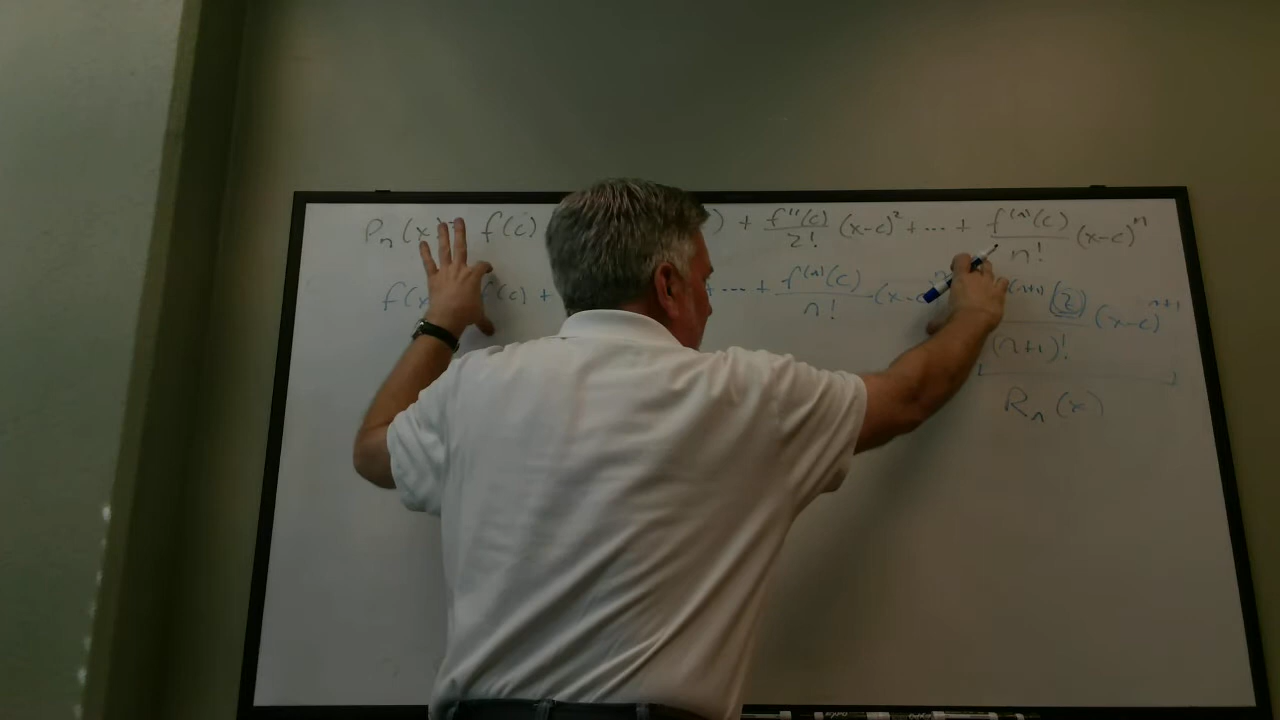 Pₙ(x) = f(c) ) + f''(c)/2! (x-c)² + ... + f⁽ⁿ⁾(c)/n! (x-c)ⁿ
f(x f(c) + + ... + f⁽ⁿ⁾(c)/n! (x-c)ⁿ ⁽ⁿ⁺¹⁾(z)/(n+1)! (x-c)ⁿ⁺¹
Rₙ(x)